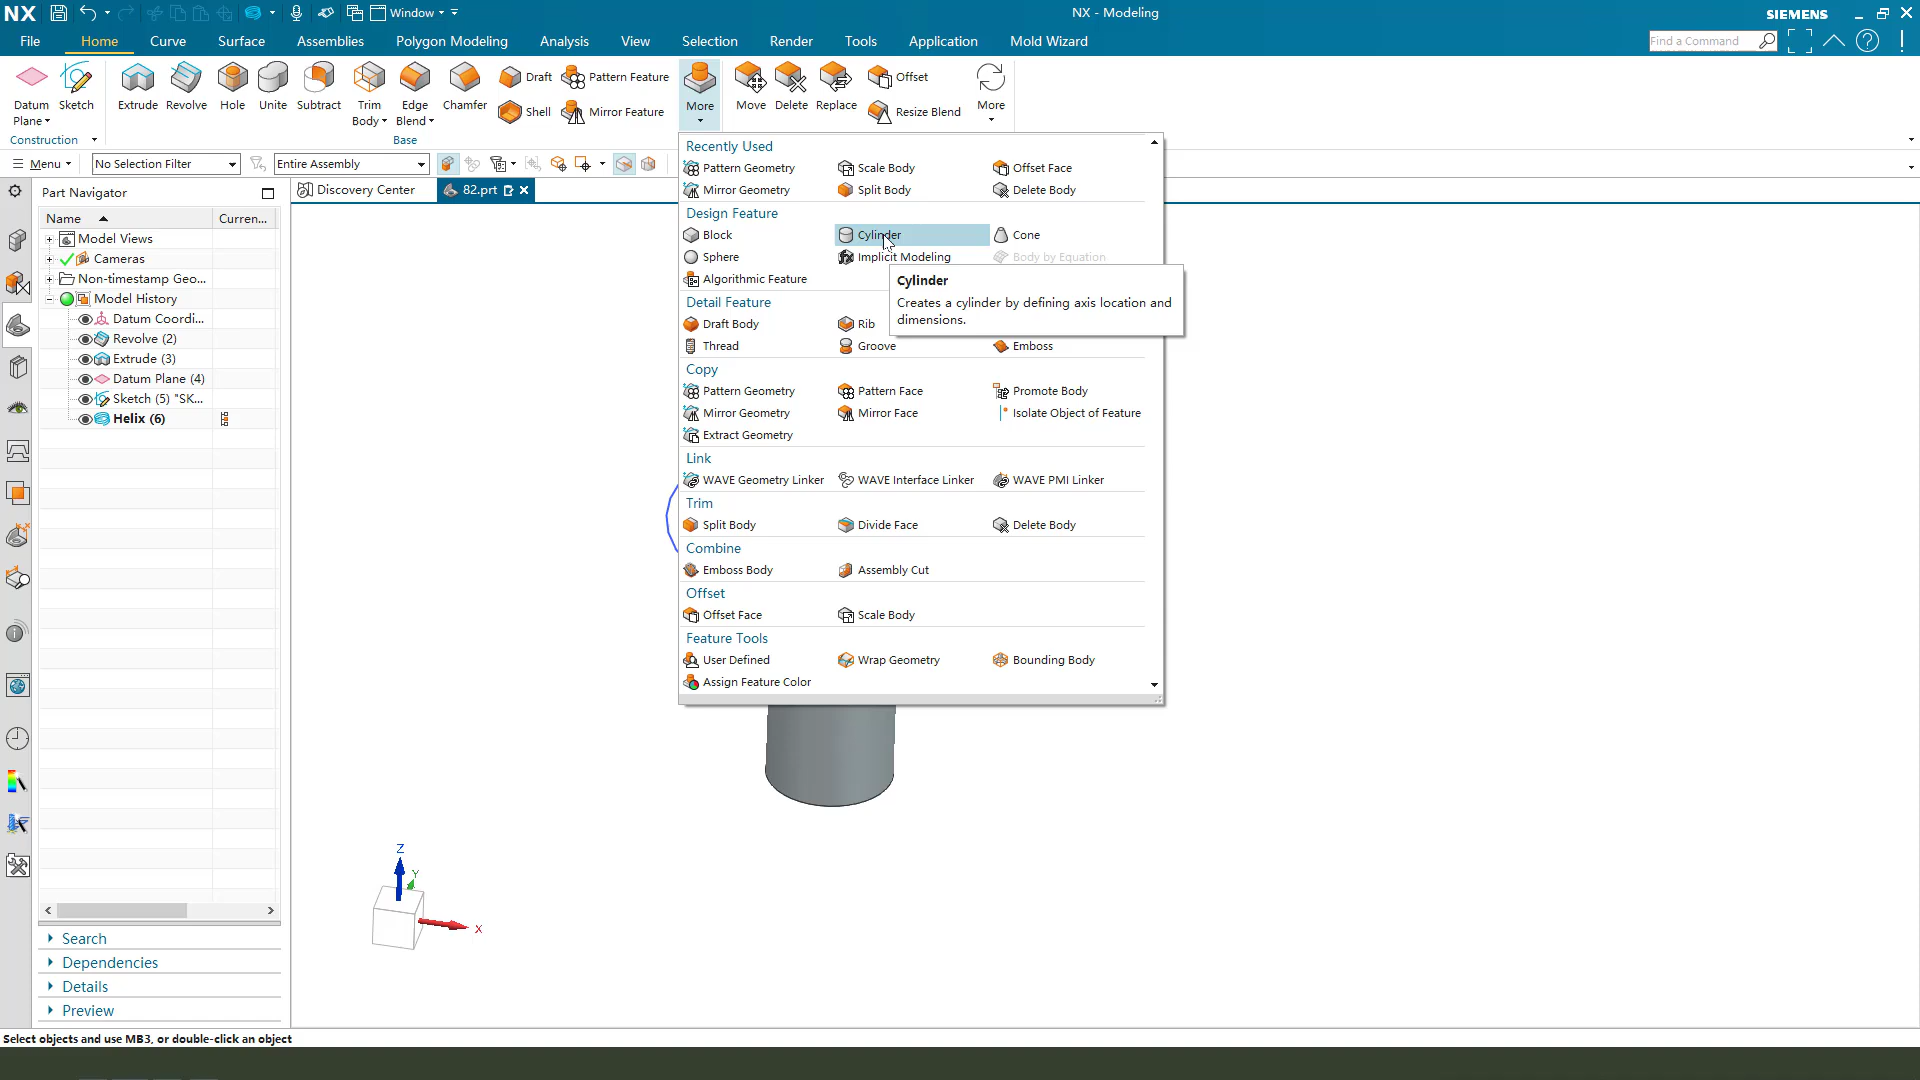 NX
Window
NX - Modeling
SIEMENS
File
Home
Curve
Surface
Assemblies
Polygon Modeling
Analysis
View
Selection
Render
Tools
Application
Mold Wizard
Find a Command
Datum
Plane
Sketch
Extrude
Revolve
Hole
Unite
Subtract
Trim
Body
Edge
Blend
Chamfer
Draft
Shell
Pattern Feature
Mirror Feature
More
Move
Delete
Replace
Offset
Resize Blend
More
Construction
Base
Menu
No Selection Filter
Entire Assembly
Part Navigator
Discovery Center
82.prt
Name
Curren...
Model Views
Cameras
Non-timestamp Geo...
Model History
Datum Coordi...
Revolve (2)
Extrude (3)
Datum Plane (4)
Sketch (5) "SK...
Helix (6)
Search
Dependencies
Details
Preview
Recently Used
Pattern Geometry
Scale Body
Offset Face
Mirror Geometry
Split Body
Delete Body
Design Feature
Block
Cylinder
Cone
Sphere
Implicit Modeling
Body by Equation
Algorithmic Feature
Cylinder
Creates a cylinder by defining axis location and
dimensions.
Detail Feature
Draft Body
Rib
Thread
Groove
Emboss
Copy
Pattern Geometry
Pattern Face
Promote Body
Mirror Geometry
Mirror Face
Isolate Object of Feature
Extract Geometry
Link
WAVE Geometry Linker
WAVE Interface Linker
WAVE PMI Linker
Trim
Split Body
Divide Face
Delete Body
Combine
Emboss Body
Assembly Cut
Offset
Offset Face
Scale Body
Feature Tools
User Defined
Wrap Geometry
Bounding Body
Assign Feature Color
Z
Y
X
Select objects and use MB3, or double-click an object